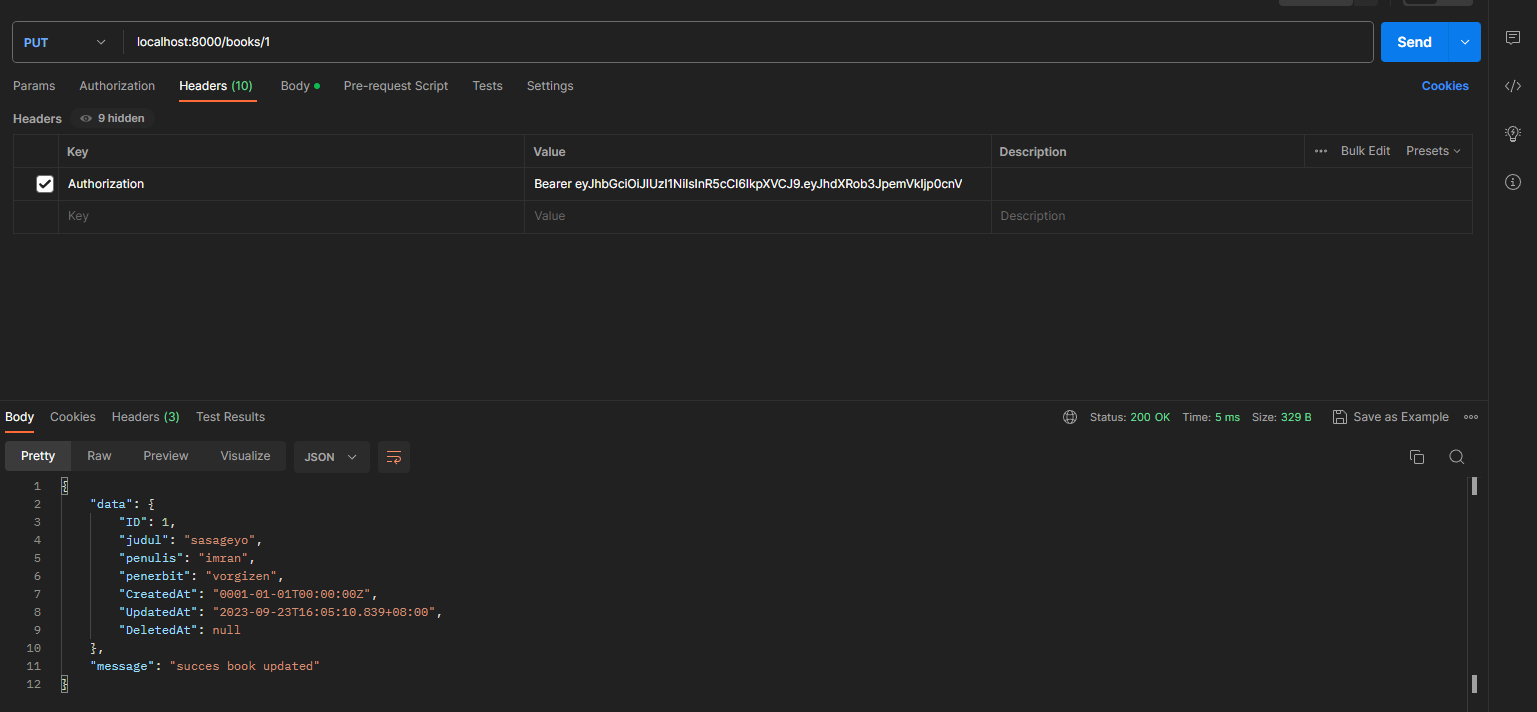 PUT localhost:8000/books/1 Send
Params Authorization Headers (10) Body Pre-request Script Tests Settings Cookies
Headers 9 hidden
Key Value Description Bulk Edit Presets
Authorization Bearer eyJhbGciOiJIUzI1NiIsInR5cCI6IkpXVCJ9.eyJhdXRob3JpemVkIjp0cnV
Key Value Description
Body Cookies Headers (3) Test Results Status: 200 OK Time: 5 ms Size: 329 B Save as Example
Pretty Raw Preview Visualize JSON
1 {
2 "data": {
3 "ID": 1,
4 "judul": "sasageyo",
5 "penulis": "imran",
6 "penerbit": "vorgizen",
7 "CreatedAt": "0001-01-01T00:00:00Z",
8 "UpdatedAt": "2023-09-23T16:05:10.839+08:00",
9 "DeletedAt": null
10 },
11 "message": "succes book updated"
12 }